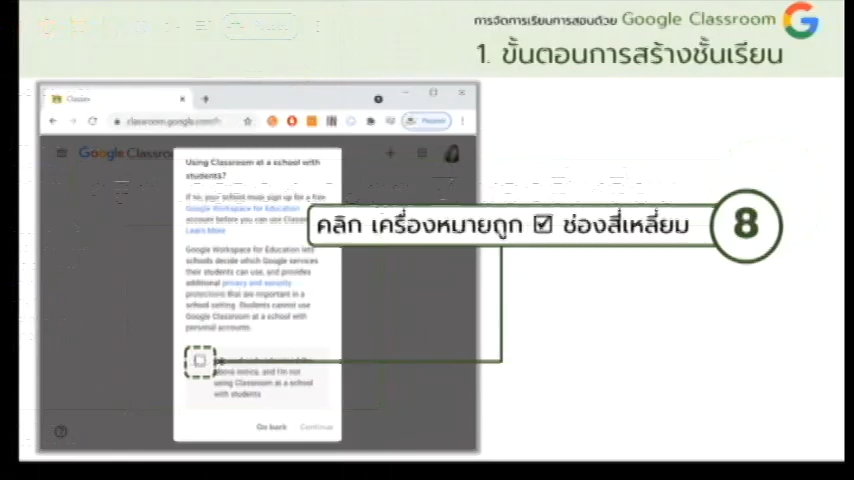 การจัดการเรียนการสอนด้วย Google Classroom
1. ขั้นตอนการสร้างชั้นเรียน
Classes
classroom.google.com/h
Paused
Google Classro
Using Classroom at a school with
students?
If so, your school must sign up for a free
Google Workspace for Education
account before you can use Classr
Learn More
คลิก เครื่องหมายถูก ☑ ช่องสี่เหลี่ยม
8
Google Workspace for Education lets
schools decide which Google services
their students can use, and provides
additional privacy and security
protections that are important in a
school setting. Students cannot use
Google Classroom at a school with
personal accounts.
above notice, and I'm not
using Classroom at a school
with students
Go back
Continue